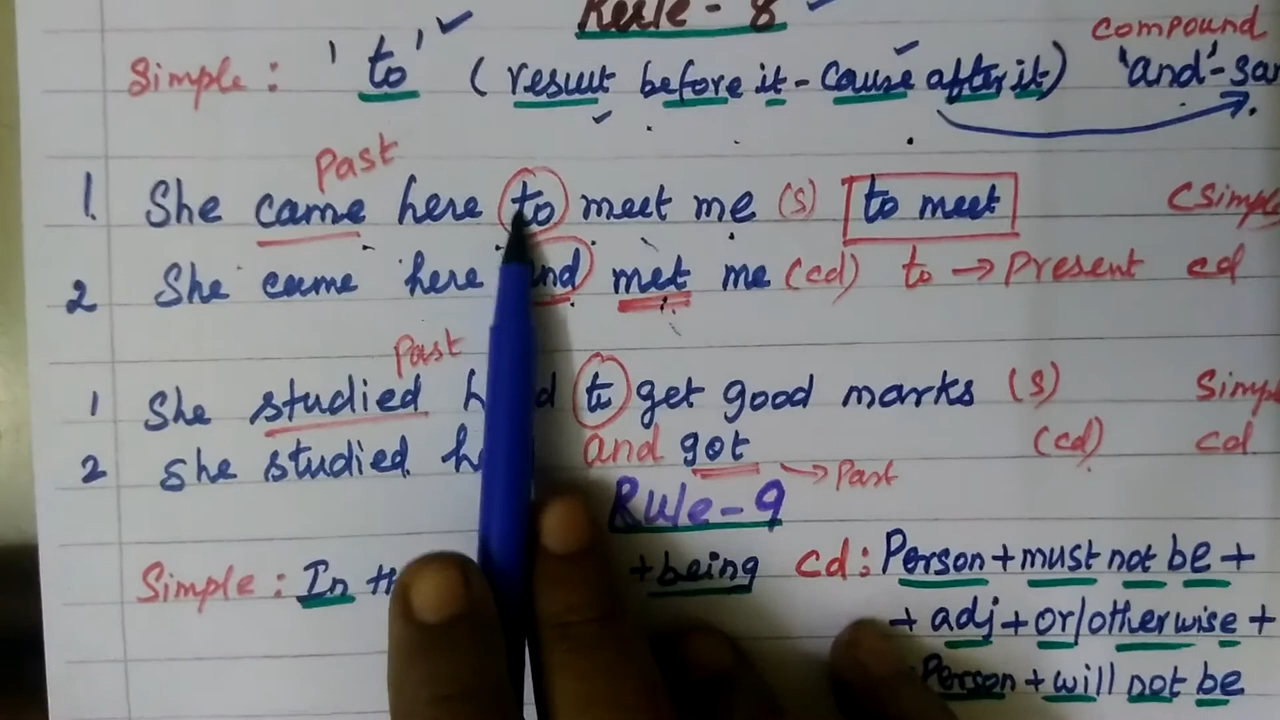 Rule - 8
compound
Simple : 'to' (result before it - cause after it) 'and' - sa
Past
1. She came here to meet me (s) to meet (simp
2 She came here and met me (cd) to → Present cd
Past
1 She studied to get good marks (s) Simp
2 She studied and got (cd) cd
→ Past
Rule - 9
Simple : In +being cd : Person + must not be +
+ adj + or/otherwise +
Person + will not be